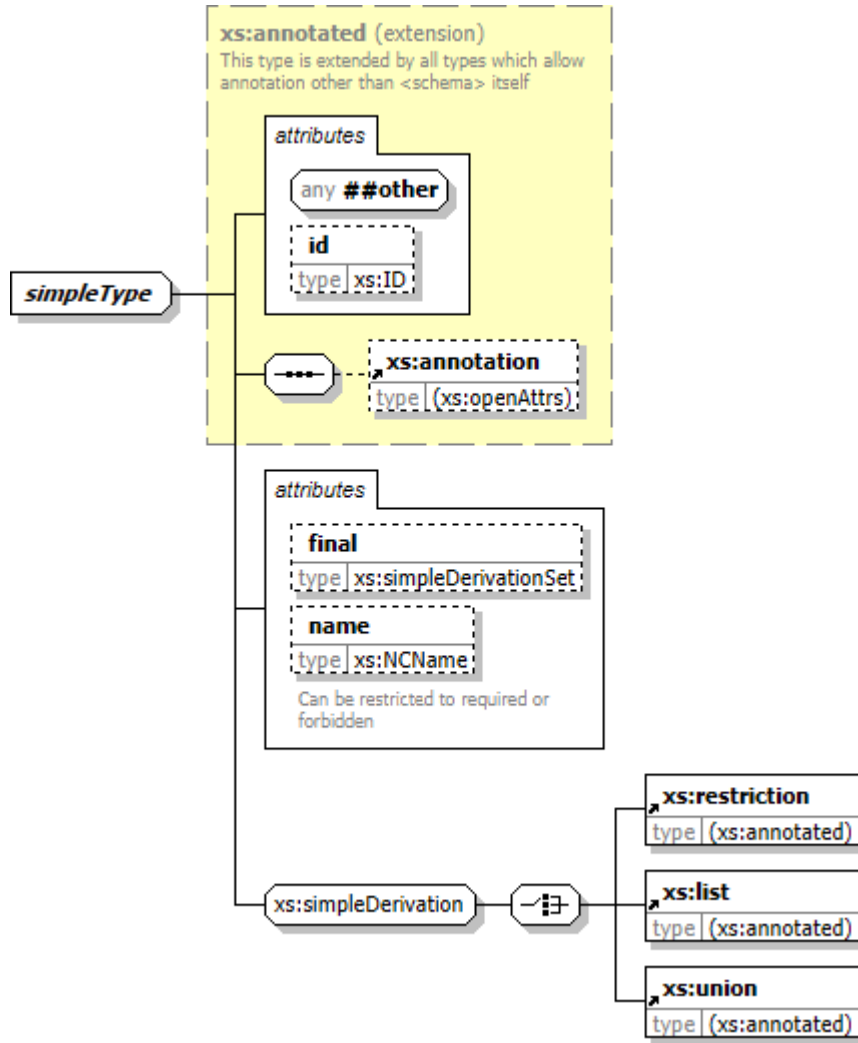 xs:annotated (extension)
This type is extended by all types which allow
annotation other than <schema> itself
attributes
any ##other
id
type xs:ID
simpleType
xs:annotation
type (xs:openAttrs)
attributes
final
type xs:simpleDerivationSet
name
type xs:NCName
Can be restricted to required or
forbidden
xs:restriction
type (xs:annotated)
xs:simpleDerivation
xs:list
type (xs:annotated)
xs:union
type (xs:annotated)